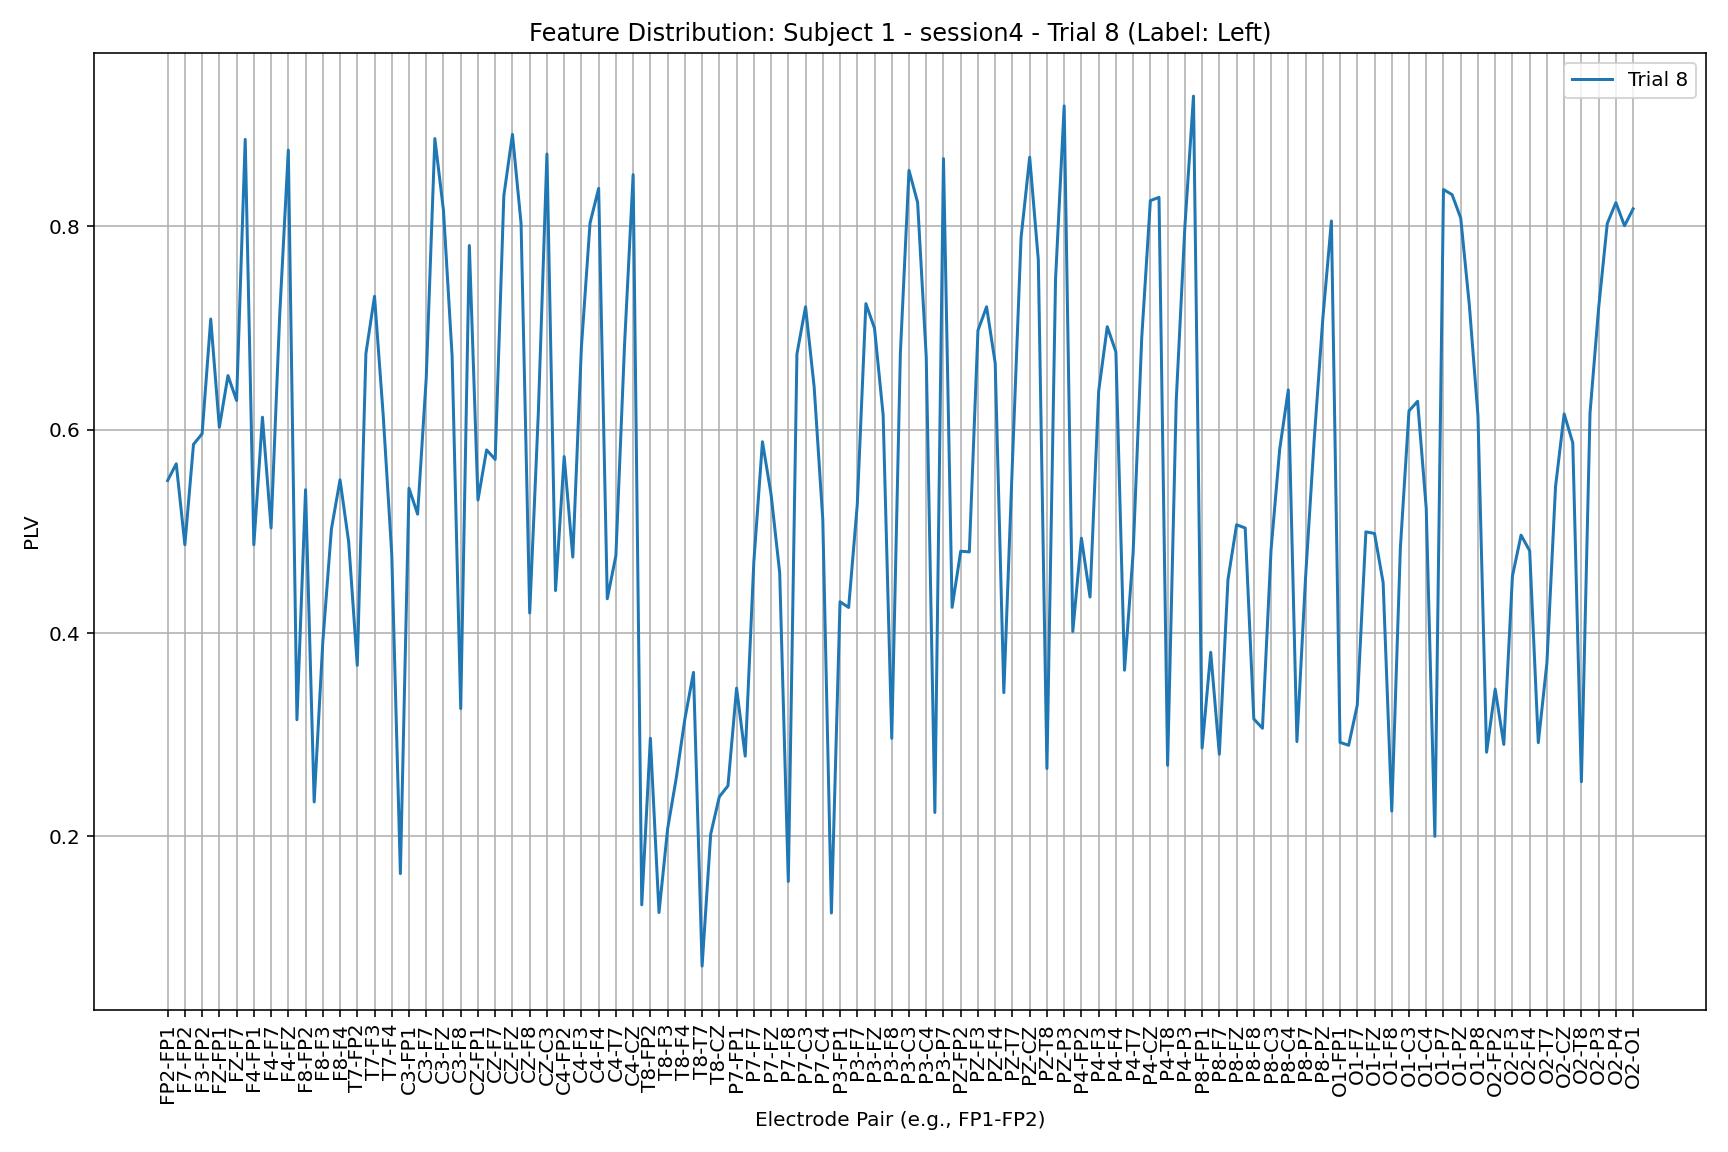 Feature Distribution: Subject 1 - session4 - Trial 8 (Label: Left)
Trial 8
PLV
0.8
0.6
0.4
0.2
FP2-FP1
F7-FP2
F3-FP2
FZ-FP1
FZ-F7
F4-FP1
F4-F7
F4-FZ
F8-FP2
F8-F3
F8-F4
T7-FP2
T7-F3
T7-F4
C3-FP1
C3-F7
C3-FZ
C3-F8
CZ-FP1
CZ-F7
CZ-FZ
CZ-F8
CZ-C3
C4-FP2
C4-F3
C4-F4
C4-T7
C4-CZ
T8-FP2
T8-F3
T8-F4
T8-T7
T8-CZ
P7-FP1
P7-F7
P7-FZ
P7-F8
P7-C3
P7-C4
P3-FP1
P3-F7
P3-FZ
P3-F8
P3-C3
P3-C4
P3-P7
PZ-FP2
PZ-F3
PZ-F4
PZ-T7
PZ-CZ
PZ-T8
PZ-P3
P4-FP2
P4-F3
P4-F4
P4-T7
P4-CZ
P4-T8
P4-P3
P8-FP1
P8-F7
P8-FZ
P8-F8
P8-C3
P8-C4
P8-P7
P8-PZ
O1-FP1
O1-F7
O1-FZ
O1-F8
O1-C3
O1-C4
O1-P7
O1-PZ
O1-P8
O2-FP2
O2-F3
O2-F4
O2-T7
O2-CZ
O2-T8
O2-P3
O2-P4
O2-O1
Electrode Pair (e.g., FP1-FP2)